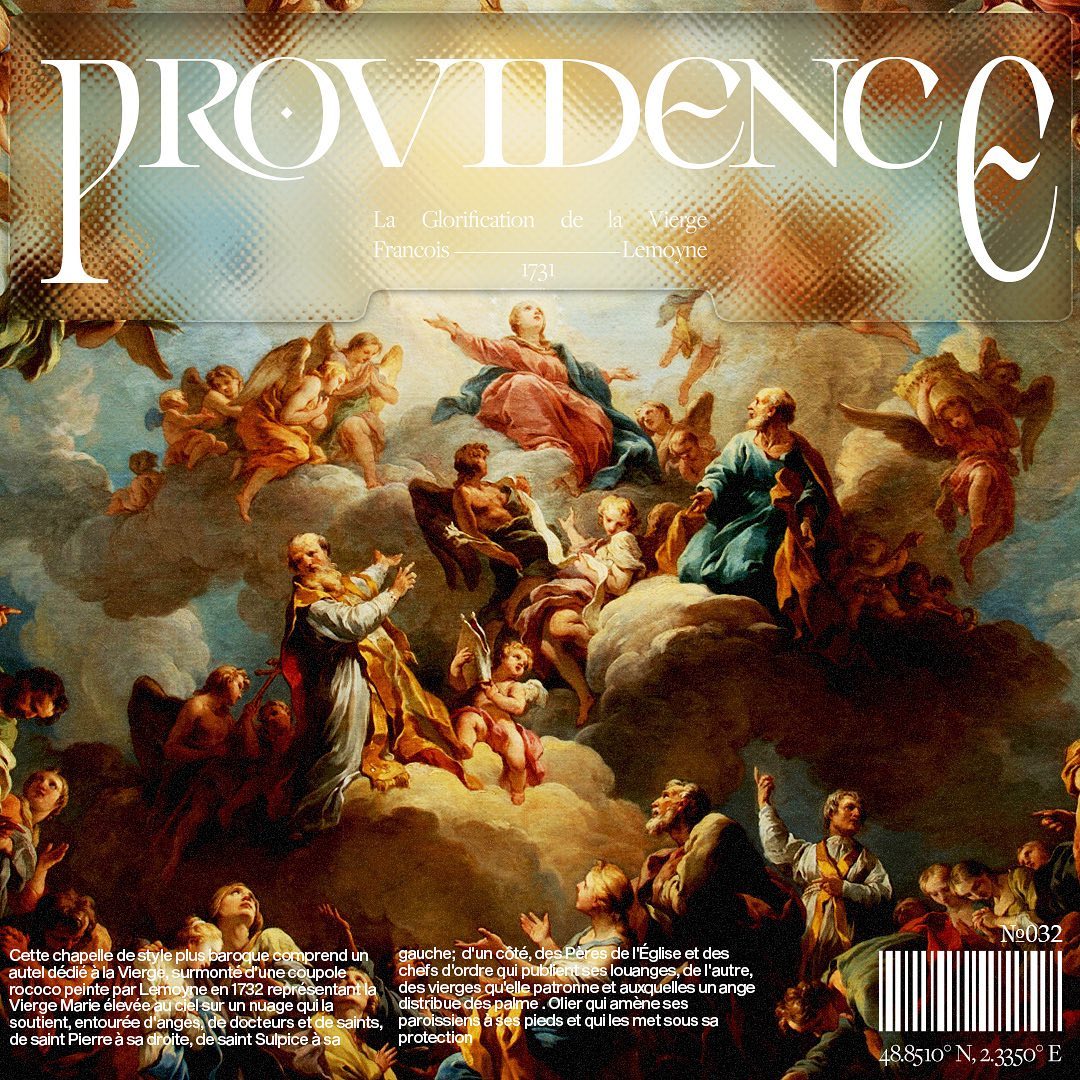 PROVIDENCE
La Glorification de la Vierge
Francois Lemoyne
1731
Cette chapelle de style plus baroque comprend un
autel dédié à la Vierge, surmonté d'une coupole
rococo peinte par Lemoyne en 1732 représentant la
Vierge Marie élevée au ciel sur un nuage qui la
soutient, entourée d'anges, de docteurs et de saints,
de saint Pierre à sa droite, de saint Sulpice à sa
gauche; d'un côté, des Pères de l'Église et des
chefs d'ordre qui publient ses louanges, de l'autre,
des vierges qu'elle patronne et auxquelles un ange
distribue des palme . Olier qui amène ses
paroissiens à ses pieds et qui les met sous sa
protection
№032
48.8510° N, 2.3350° E